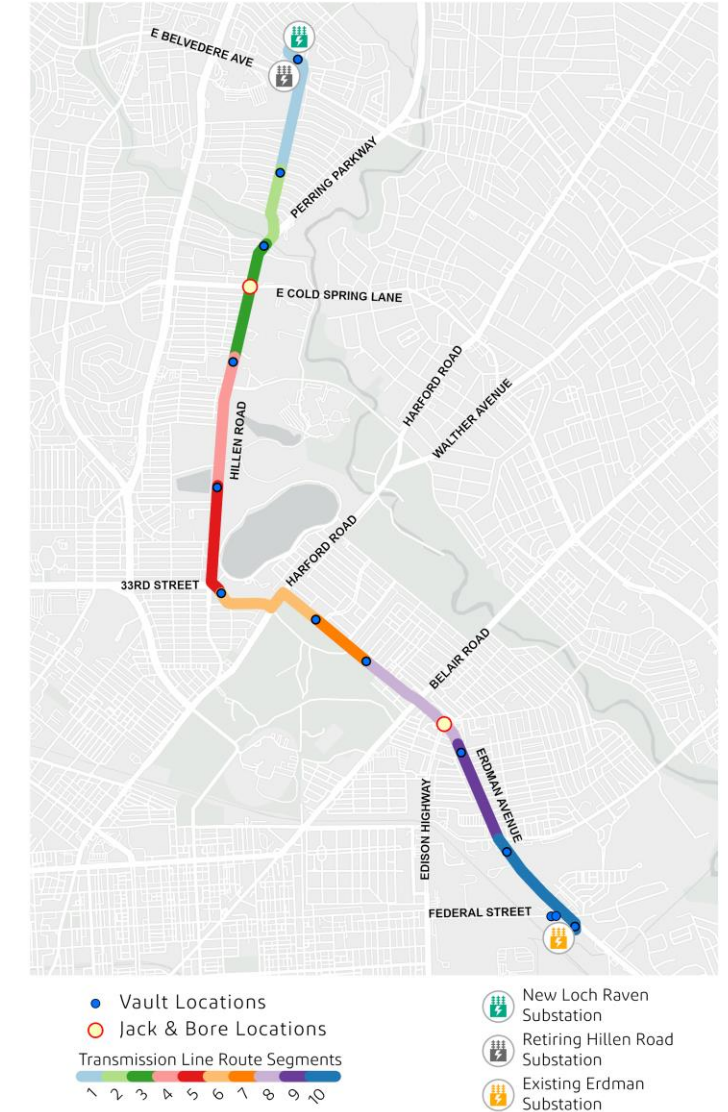 E BELVEDERE AVE
PERRING PARKWAY
E COLD SPRING LANE
HARFORD ROAD
WALTHER AVENUE
HILLEN ROAD
HARFORD ROAD
33RD STREET
BELAIR ROAD
ERDMAN AVENUE
EDISON HIGHWAY
FEDERAL STREET
Vault Locations
Jack & Bore Locations
Transmission Line Route Segments
1 2 3 4 5 6 7 8 9 10
New Loch Raven
Substation
Retiring Hillen Road
Substation
Existing Erdman
Substation